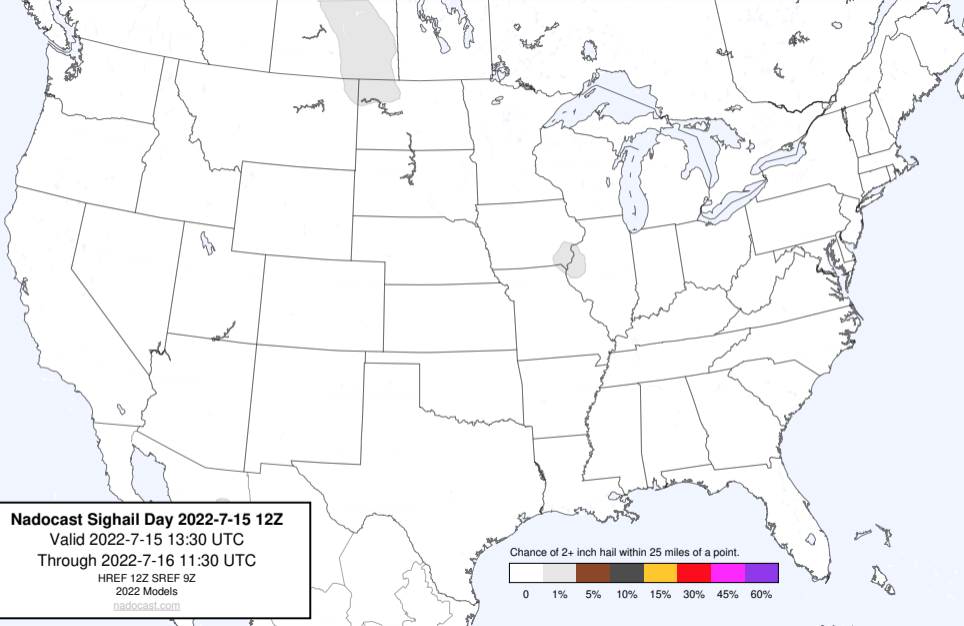 Nadocast Sighail Day 2022-7-15 12Z
Valid 2022-7-15 13:30 UTC
Through 2022-7-16 11:30 UTC
HREF 12Z SREF 9Z
2022 Models
nadocast.com
Chance of 2+ inch hail within 25 miles of a point.
0 1% 5% 10% 15% 30% 45% 60%